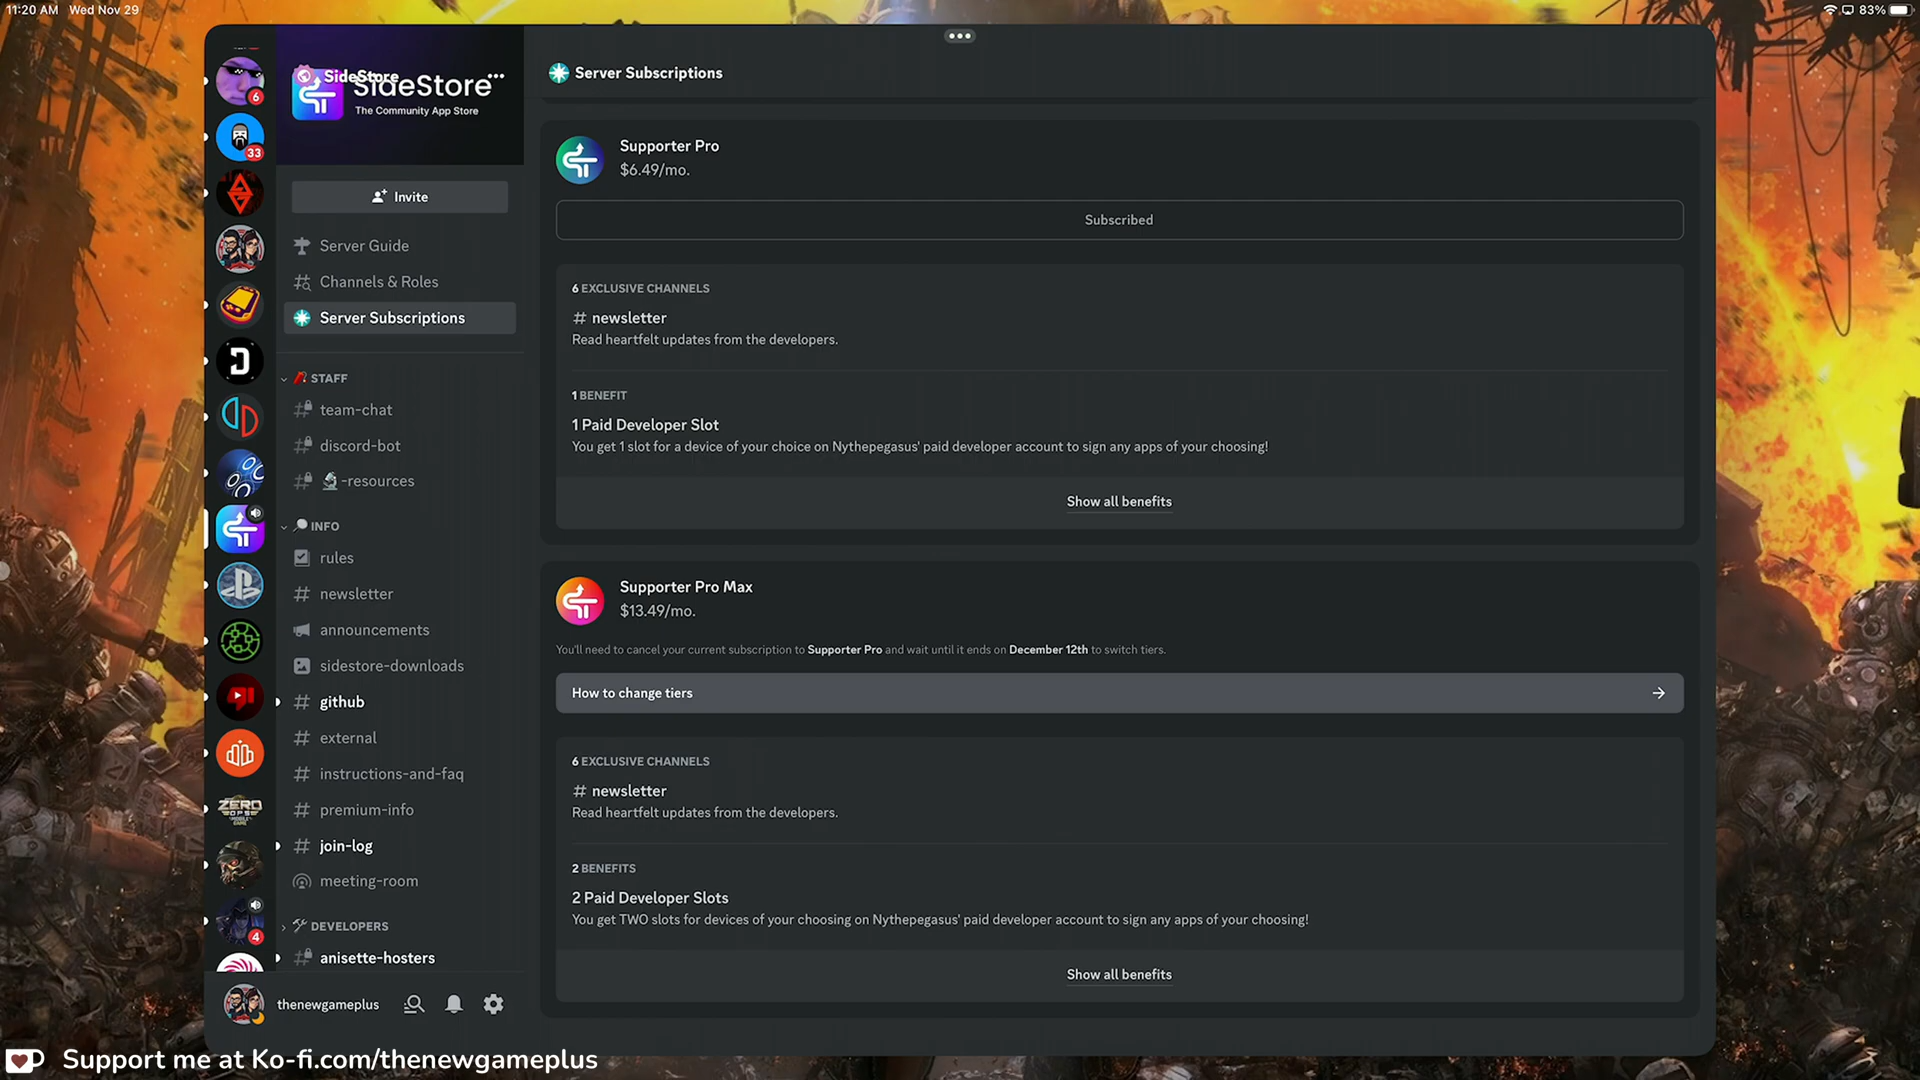 11:20 AM Wed Nov 29
83%
SideStore
SideStore
The Community App Store
Invite
Server Guide
Channels & Roles
Server Subscriptions
STAFF
team-chat
discord-bot
-resources
INFO
rules
newsletter
announcements
sidestore-downloads
github
external
instructions-and-faq
premium-info
join-log
meeting-room
DEVELOPERS
anisette-hosters
thenewgameplus
6
33
D
ZERO
OPS
4
Server Subscriptions
Supporter Pro
$6.49/mo.
Subscribed
6 EXCLUSIVE CHANNELS
# newsletter
Read heartfelt updates from the developers.
1 BENEFIT
1 Paid Developer Slot
You get 1 slot for a device of your choice on Nythepegasus' paid developer account to sign any apps of your choosing!
Show all benefits
Supporter Pro Max
$13.49/mo.
You'll need to cancel your current subscription to Supporter Pro and wait until it ends on December 12th to switch tiers.
How to change tiers
6 EXCLUSIVE CHANNELS
# newsletter
Read heartfelt updates from the developers.
2 BENEFITS
2 Paid Developer Slots
You get TWO slots for devices of your choosing on Nythepegasus' paid developer account to sign any apps of your choosing!
Show all benefits
Support me at Ko-fi.com/thenewgameplus